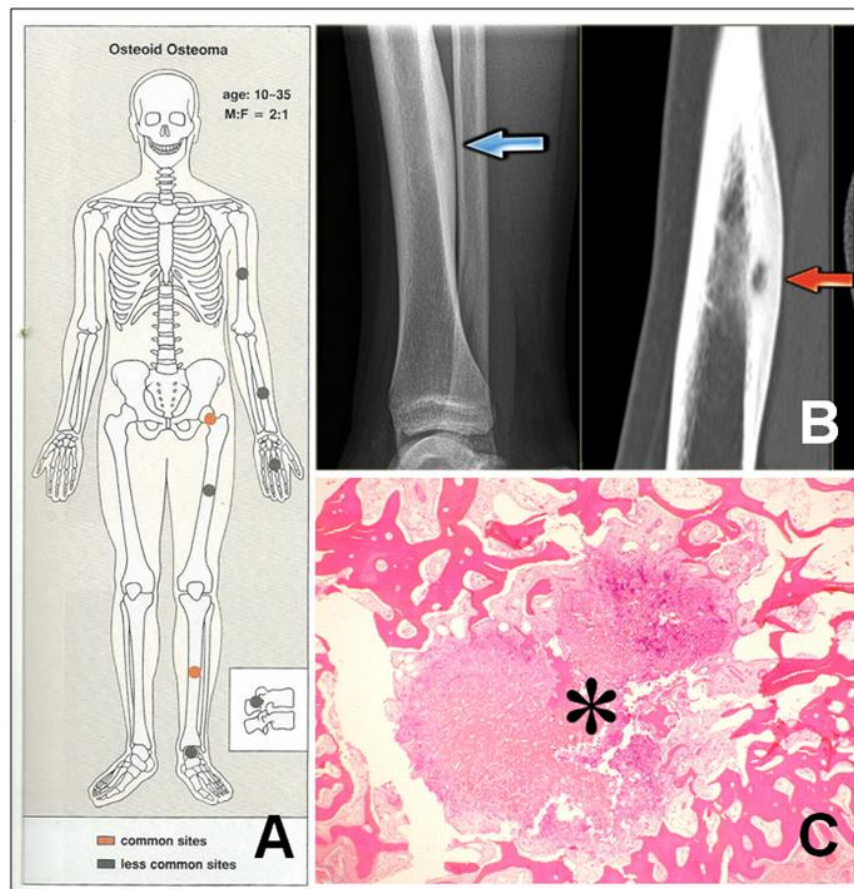 Osteoid Osteoma
age: 10–35
M:F = 2:1
common sites
less common sites
A
B
C